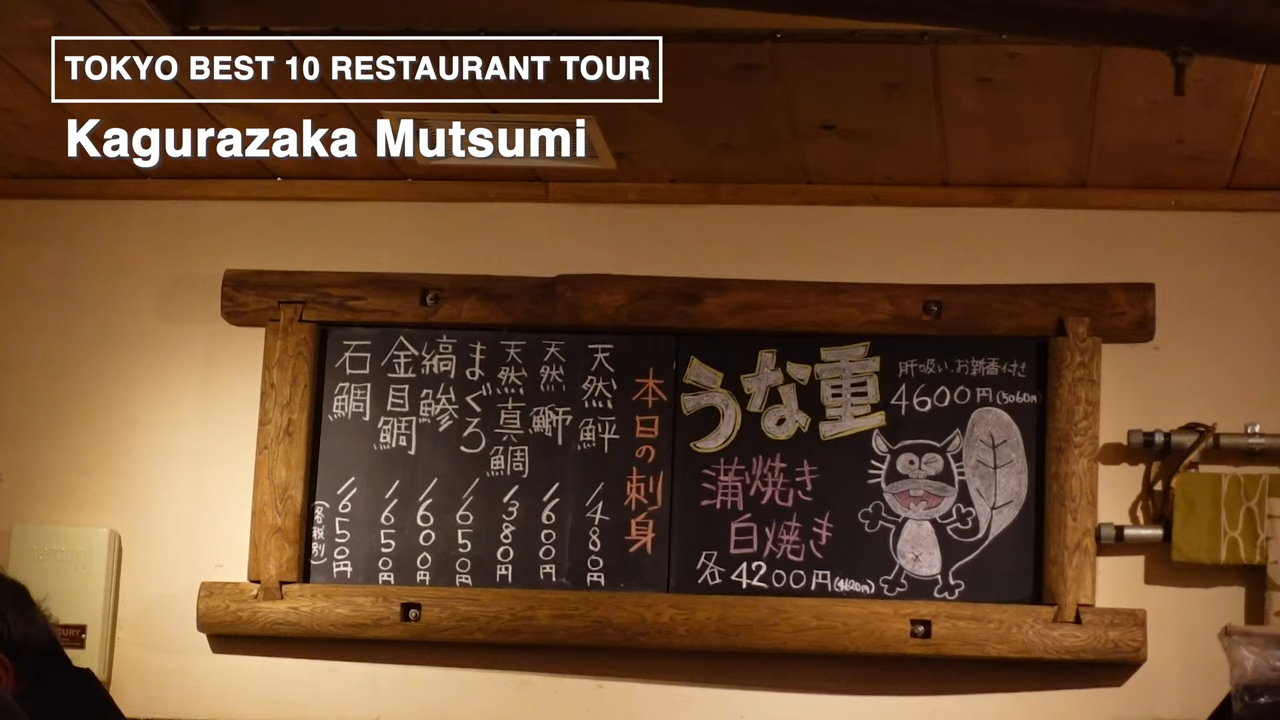 TOKYO BEST 10 RESTAURANT TOUR
Kagurazaka Mutsumi
うな重
肝吸い、お新香付き
4600円(5060円)
蒲焼き
白焼き
各4200円(4620円)
本日の刺身
天然鮃 1480円
天然鰤 1600円
天然真鯛 1380円
まぐろ 1650円
縞鯵 1600円
金目鯛 1650円
石鯛 1650円
(各税別)